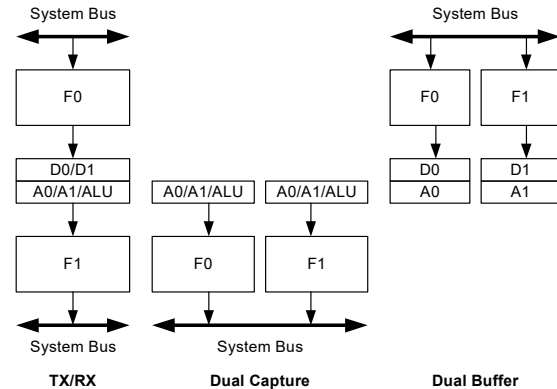 System Bus
System Bus
F0
F0
F1
D0/D1
A0/A1/ALU
A0/A1/ALU
A0/A1/ALU
D0
D1
A0
A1
F1
F0
F1
System Bus
System Bus
TX/RX
Dual Capture
Dual Buffer